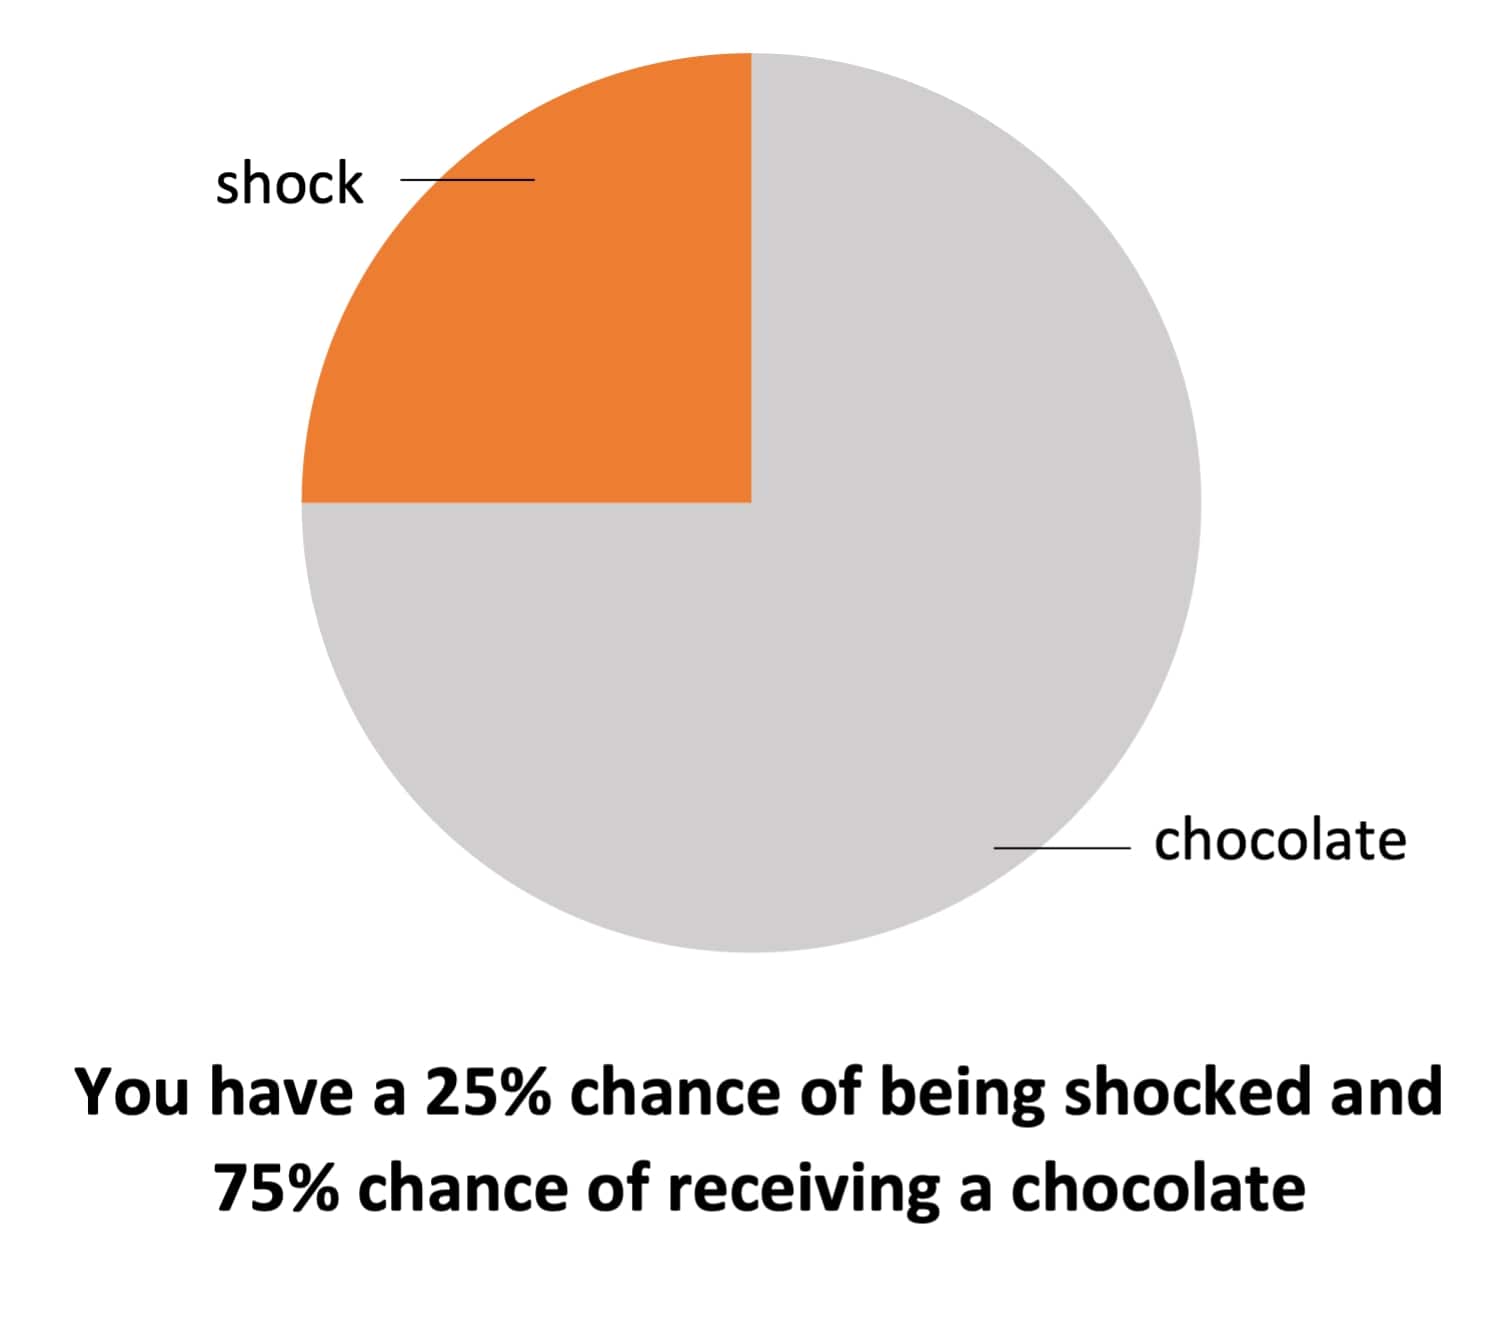 shock
chocolate
You have a 25% chance of being shocked and
75% chance of receiving a chocolate